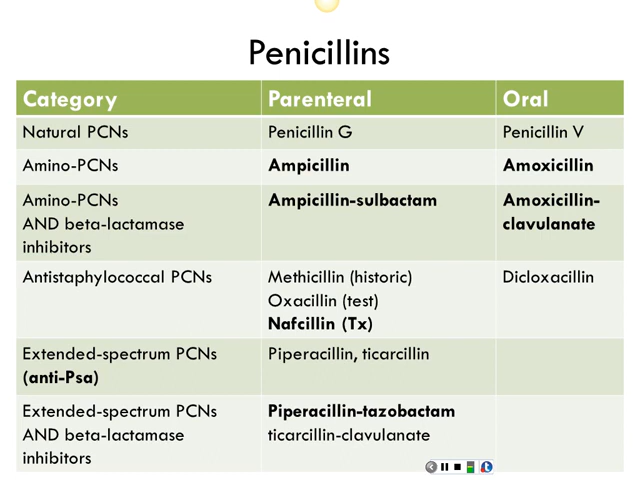 Penicillins
Category Parenteral Oral
Natural PCNs Penicillin G Penicillin V
Amino-PCNs Ampicillin Amoxicillin
Amino-PCNs Ampicillin-sulbactam Amoxicillin-
AND beta-lactamase clavulanate
inhibitors
Antistaphylococcal PCNs Methicillin (historic) Dicloxacillin
Oxacillin (test)
Nafcillin (Tx)
Extended-spectrum PCNs Piperacillin, ticarcillin
(anti-Psa)
Extended-spectrum PCNs Piperacillin-tazobactam
AND beta-lactamase ticarcillin-clavulanate
inhibitors